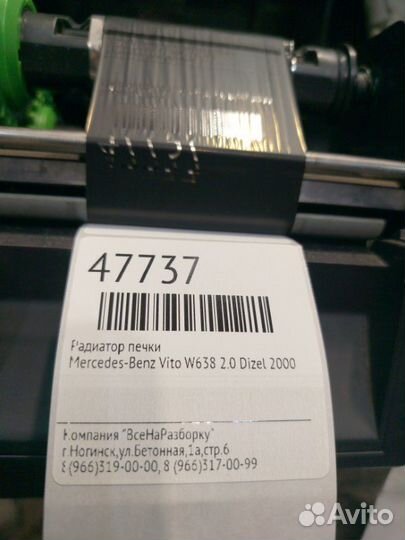 47737
Радиатор печки
Mercedes-Benz Vito W638 2.0 Dizel 2000
Компания "ВсеНаРазборку"
г.Ногинск,ул.Бетонная,1а,стр.6
8(966)319-00-00, 8 (966)317-00-99
Avito